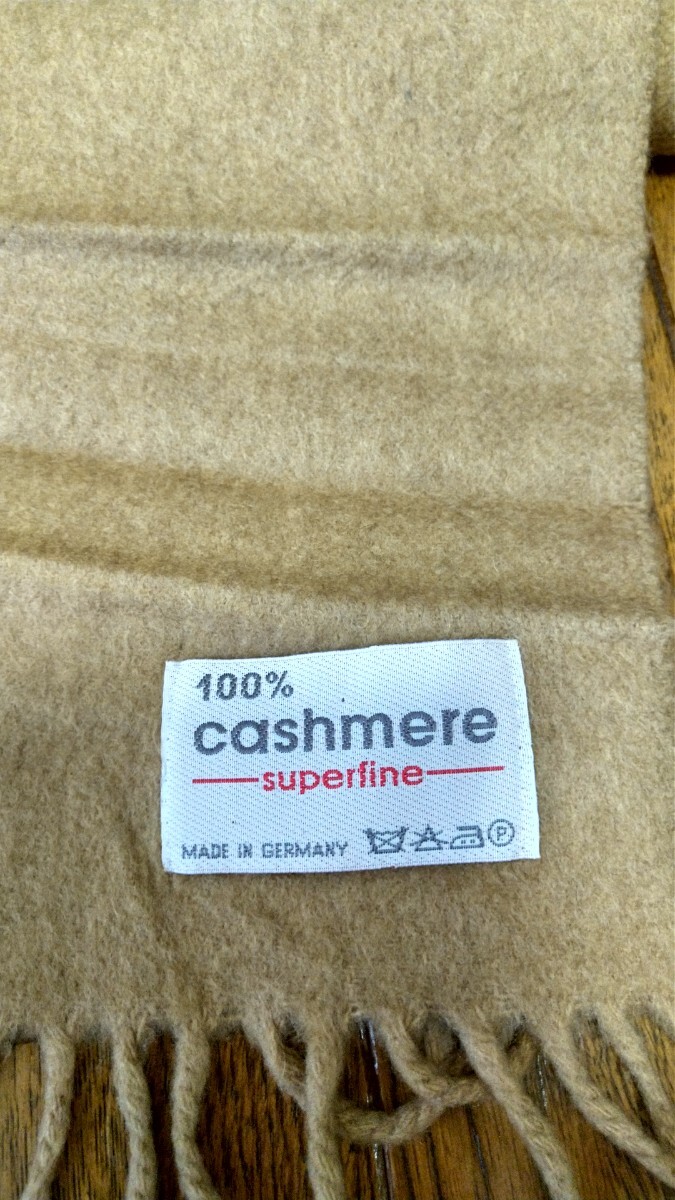 100%
cashmere
superfine
MADE IN GERMANY P